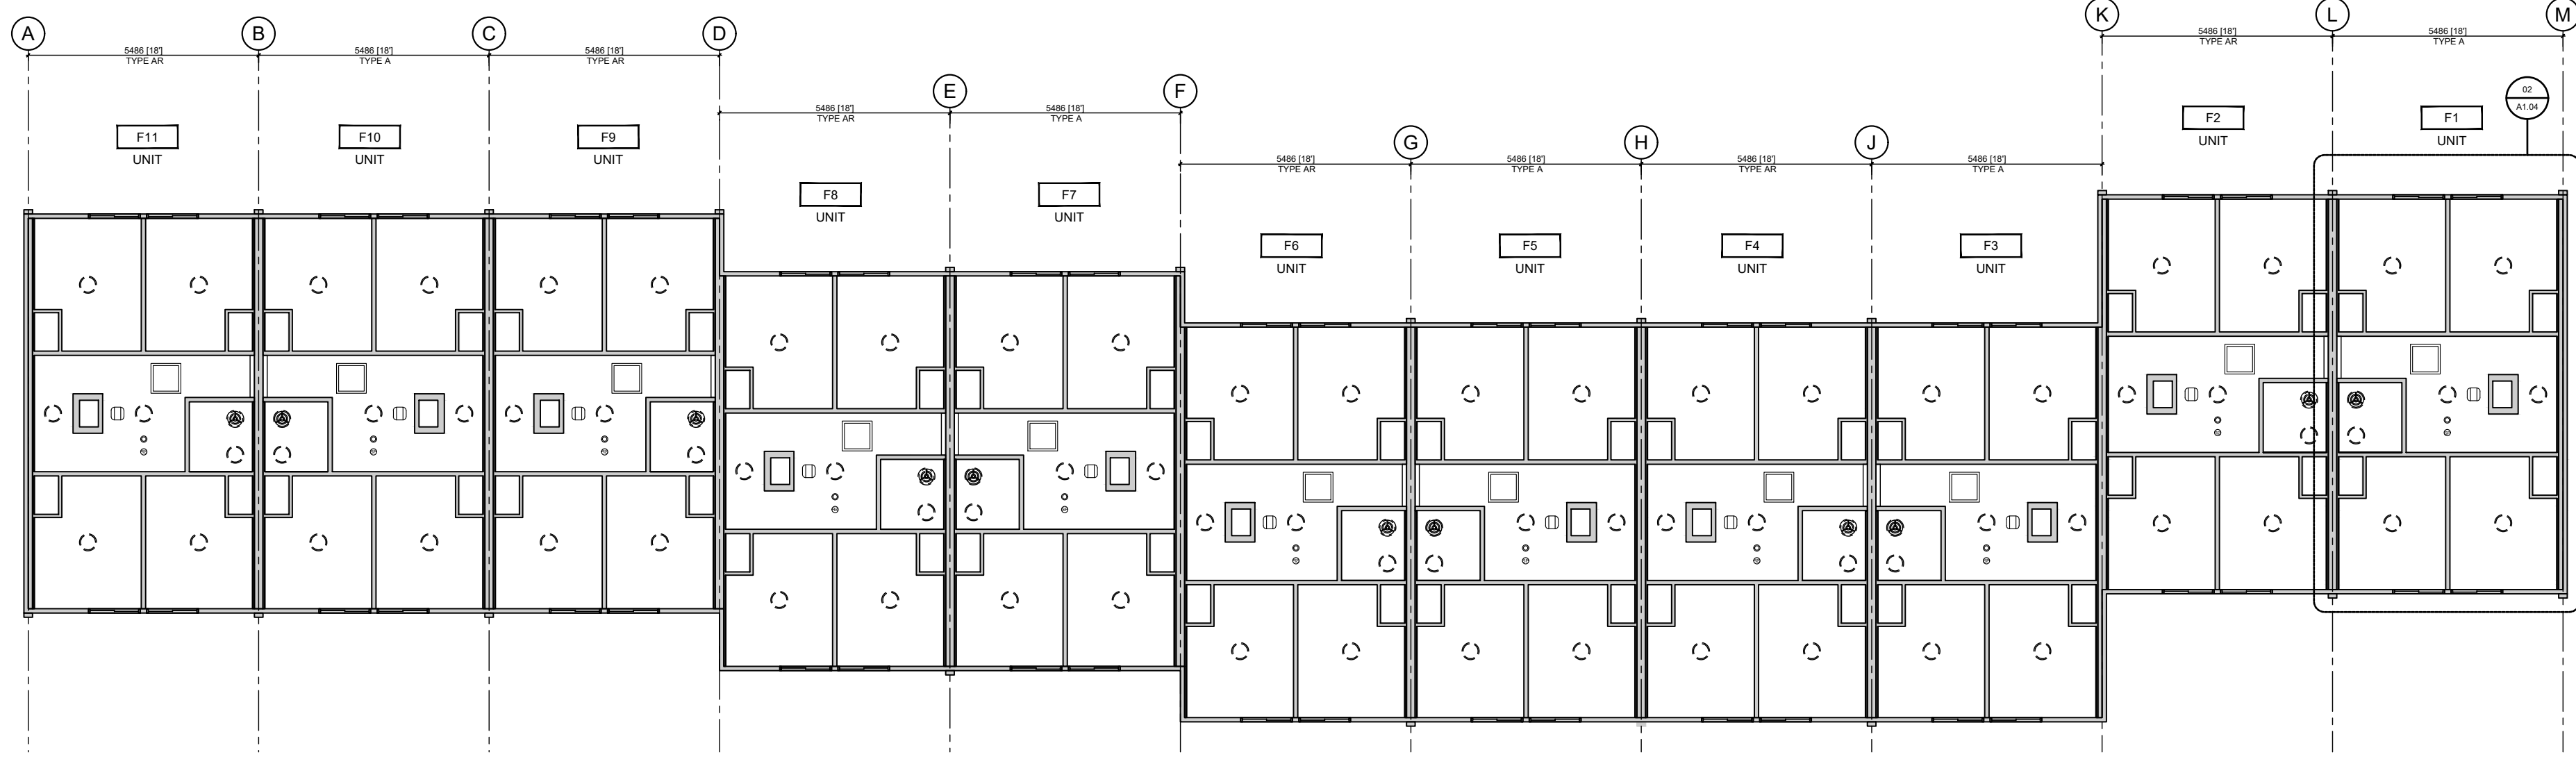 A
B
C
D
K
L
M
5486 [18']
TYPE AR
5486 [18']
TYPE A
5486 [18']
TYPE AR
5486 [18']
TYPE AR
5486 [18']
TYPE A
E
F
5486 [18']
TYPE AR
5486 [18']
TYPE A
02
A1.04
F11
UNIT
F10
UNIT
F9
UNIT
F2
UNIT
F1
UNIT
G
H
J
5486 [18']
TYPE AR
5486 [18']
TYPE A
5486 [18']
TYPE AR
5486 [18']
TYPE A
F8
UNIT
F7
UNIT
F6
UNIT
F5
UNIT
F4
UNIT
F3
UNIT